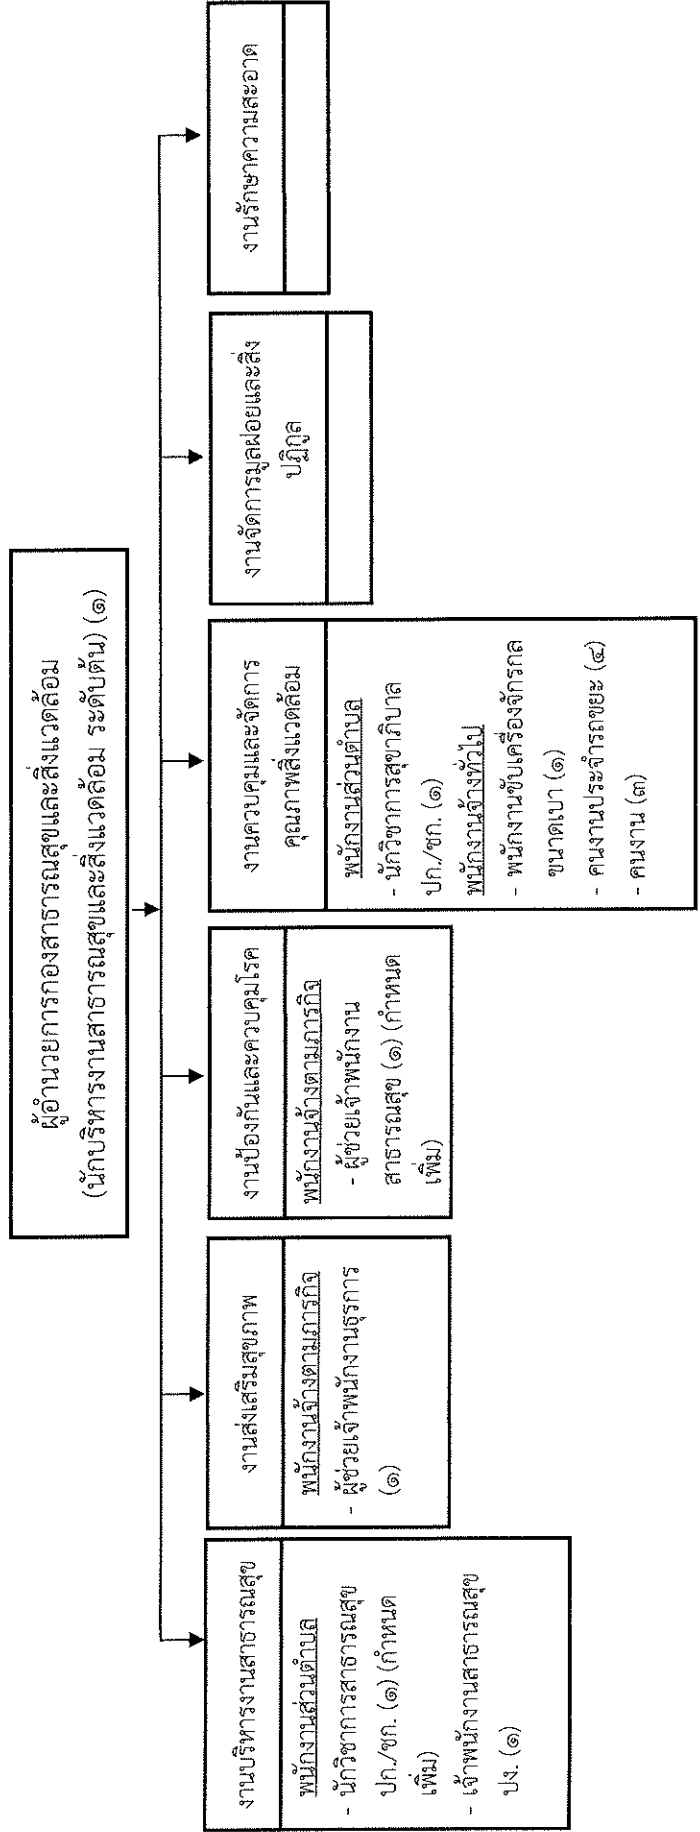 ผู้อำนวยการกองสาธารณสุขและสิ่งแวดล้อม
(นักบริหารงานสาธารณสุขและสิ่งแวดล้อม ระดับต้น) (๑)
งานบริหารงานสาธารณสุข
พนักงานส่วนตำบล
- นักวิชาการสาธารณสุข
ปก./ชก. (๑) (กำหนด
เพิ่ม)
- เจ้าพนักงานสาธารณสุข
ปง. (๑)
งานส่งเสริมสุขภาพ
พนักงานจ้างตามภารกิจ
- ผู้ช่วยเจ้าพนักงานธุรการ
(๑)
งานป้องกันและควบคุมโรค
พนักงานจ้างตามภารกิจ
- ผู้ช่วยเจ้าพนักงาน
สาธารณสุข (๑) (กำหนด
เพิ่ม)
งานควบคุมและจัดการ
คุณภาพสิ่งแวดล้อม
พนักงานส่วนตำบล
- นักวิชาการสุขาภิบาล
ปก./ชก. (๑)
พนักงานจ้างทั่วไป
- พนักงานขับเครื่องจักรกล
ขนาดเบา (๑)
- คนงานประจำรถขยะ (๔)
- คนงาน (๓)
งานจัดการมูลฝอยและสิ่ง
ปฏิกูล
งานรักษาความสะอาด